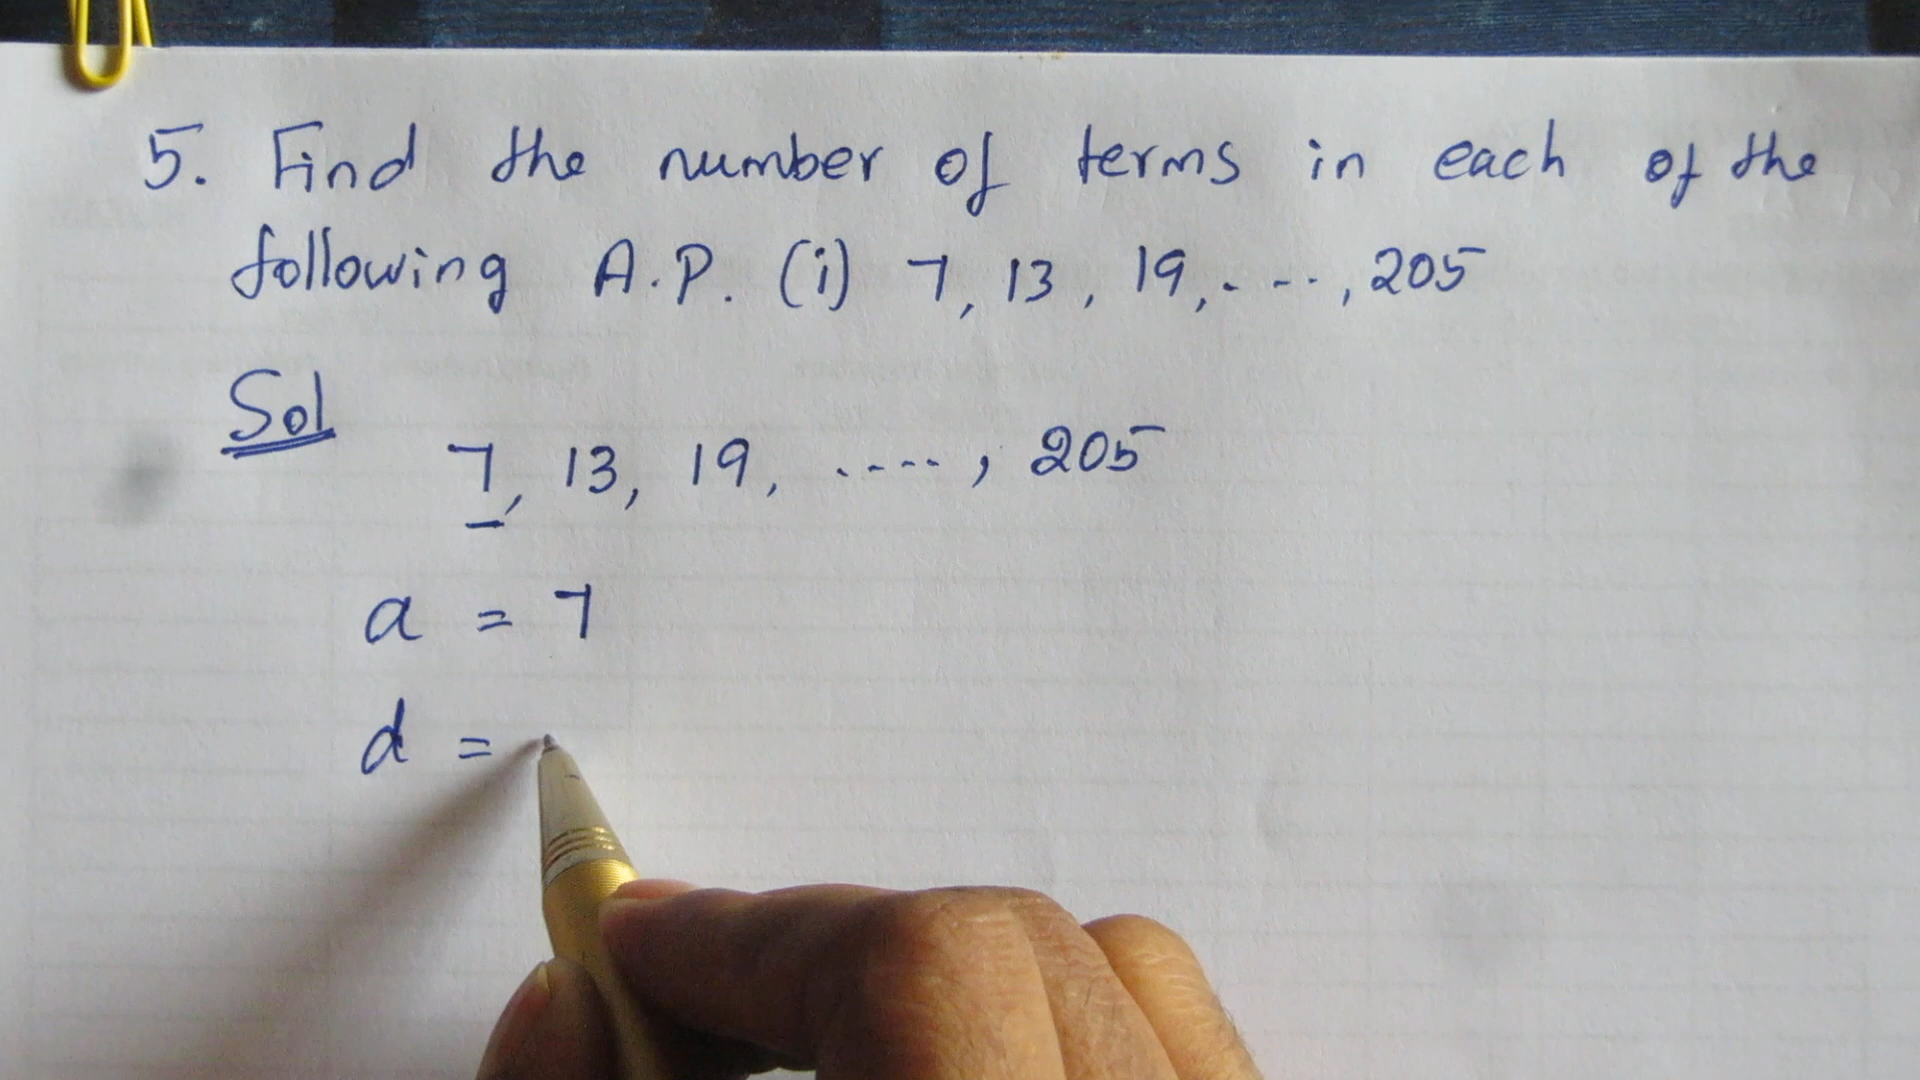 5. Find the number of terms in each of the
following A.P. (i) 7, 13, 19, ...., 205
Sol
7, 13, 19, ....., 205
a = 7
d =